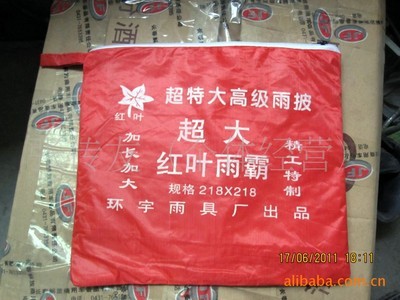 超特大高级雨披
红叶
超大
加长加大
红叶雨霸
精工特制
规格 218X218
环宇雨具厂出品
17/06/2011 18:11
alibaba.com.cn